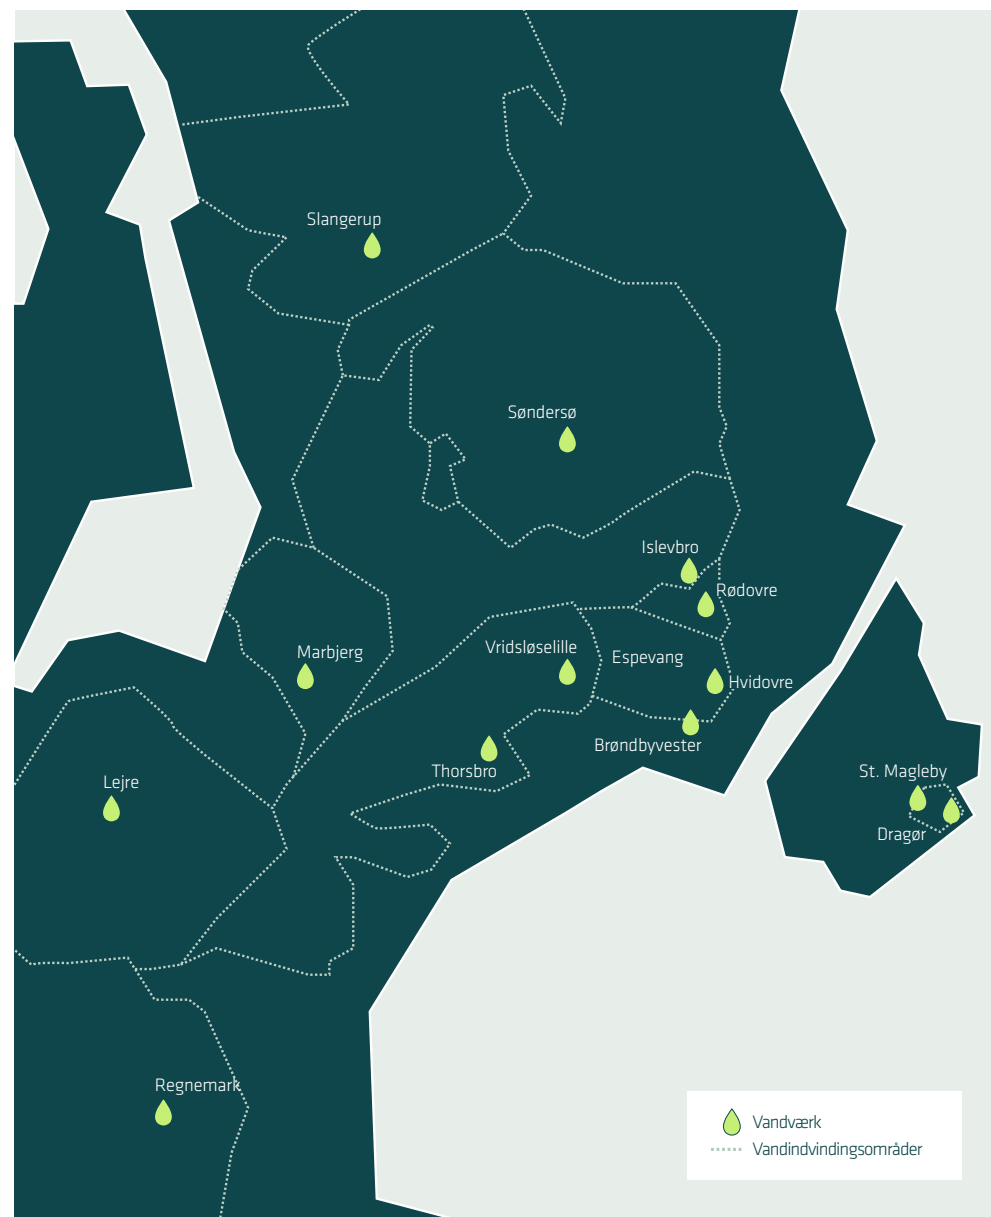 Slangerup
Søndersø
Islevbro
Rødovre
Vridsløselille
Espevang
Marbjerg
Hvidovre
Brøndbyvester
Thorsbro
St. Magleby
Lejre
Dragør
Regnemark
Vandværk
Vandindvindingsområder